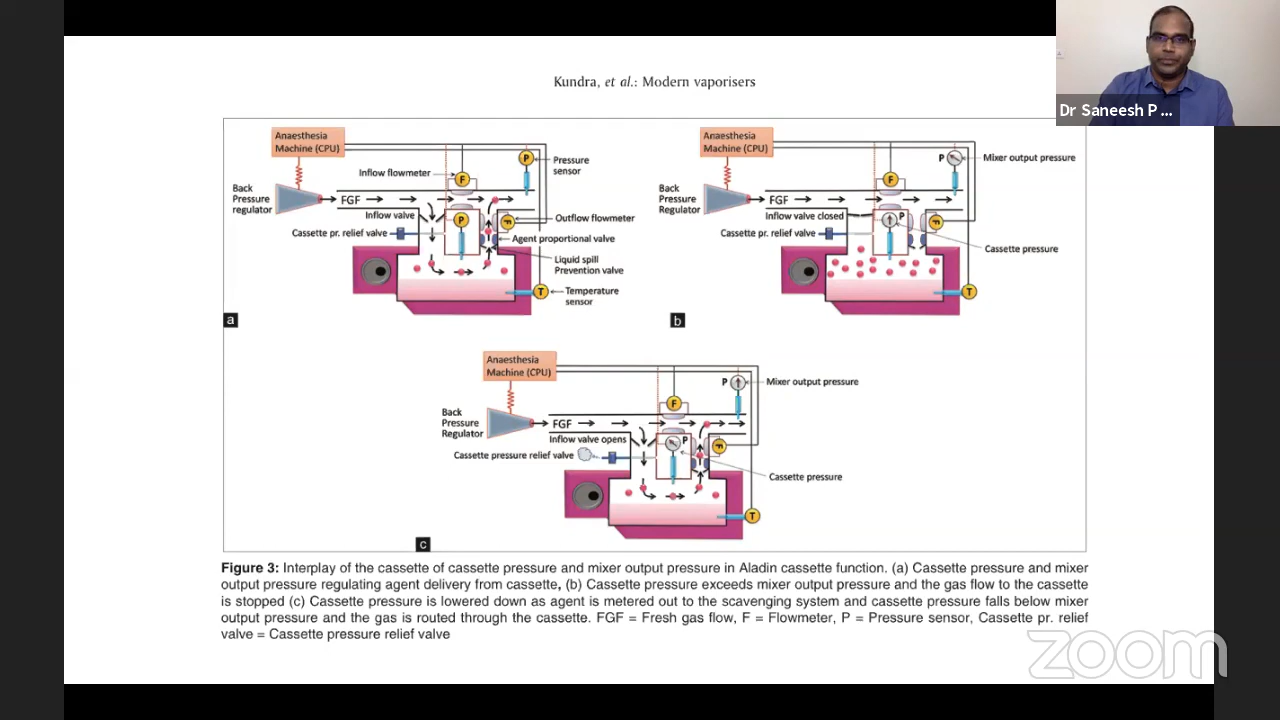 Kundra, et al.: Modern vaporisers
Dr Saneesh P ...
Anaesthesia
Machine (CPU)
Inflow flowmeter
F
P
Pressure
sensor
Back
Pressure
regulator
FGF
Inflow valve
P
F
Outflow flowmeter
Cassette pr. relief valve
Agent proportional valve
Liquid spill
Prevention valve
T
Temperature
sensor
a
Anaesthesia
Machine (CPU)
F
P
Mixer output pressure
Back
Pressure
Regulator
FGF
Inflow valve closed
P
F
Cassette pr. relief valve
Cassette pressure
T
b
Anaesthesia
Machine (CPU)
P
Mixer output pressure
F
Back
Pressure
Regulator
FGF
Inflow valve opens
P
F
Cassette pressure relief valve
Cassette pressure
T
c
Figure 3: Interplay of the cassette of cassette pressure and mixer output pressure in Aladin cassette function. (a) Cassette pressure and mixer
output pressure regulating agent delivery from cassette, (b) Cassette pressure exceeds mixer output pressure and the gas flow to the cassette
is stopped (c) Cassette pressure is lowered down as agent is metered out to the scavenging system and cassette pressure falls below mixer
output pressure and the gas is routed through the cassette. FGF = Fresh gas flow, F = Flowmeter, P = Pressure sensor, Cassette pr. relief
valve = Cassette pressure relief valve
zoom